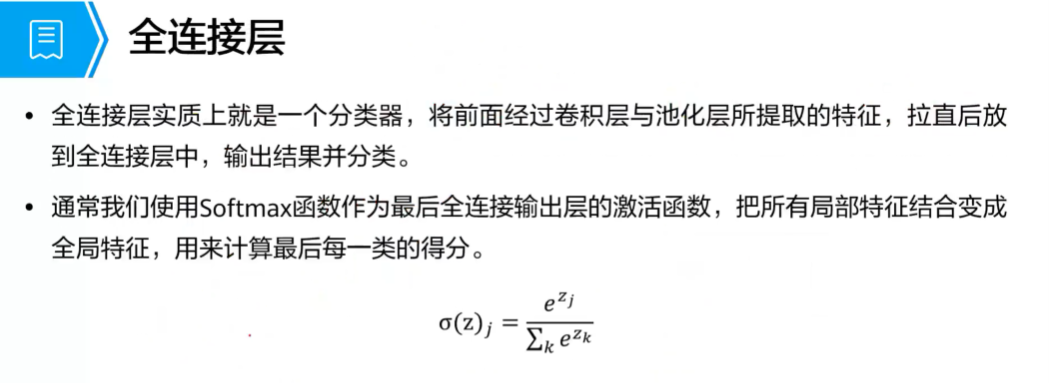 全连接层
• 全连接层实质上就是一个分类器，将前面经过卷积层与池化层所提取的特征，拉直后放
到全连接层中，输出结果并分类。
• 通常我们使用Softmax函数作为最后全连接输出层的激活函数，把所有局部特征结合变成
全局特征，用来计算最后每一类的得分。
σ(z)_j = e^{z_j} / ∑_k e^{z_k}